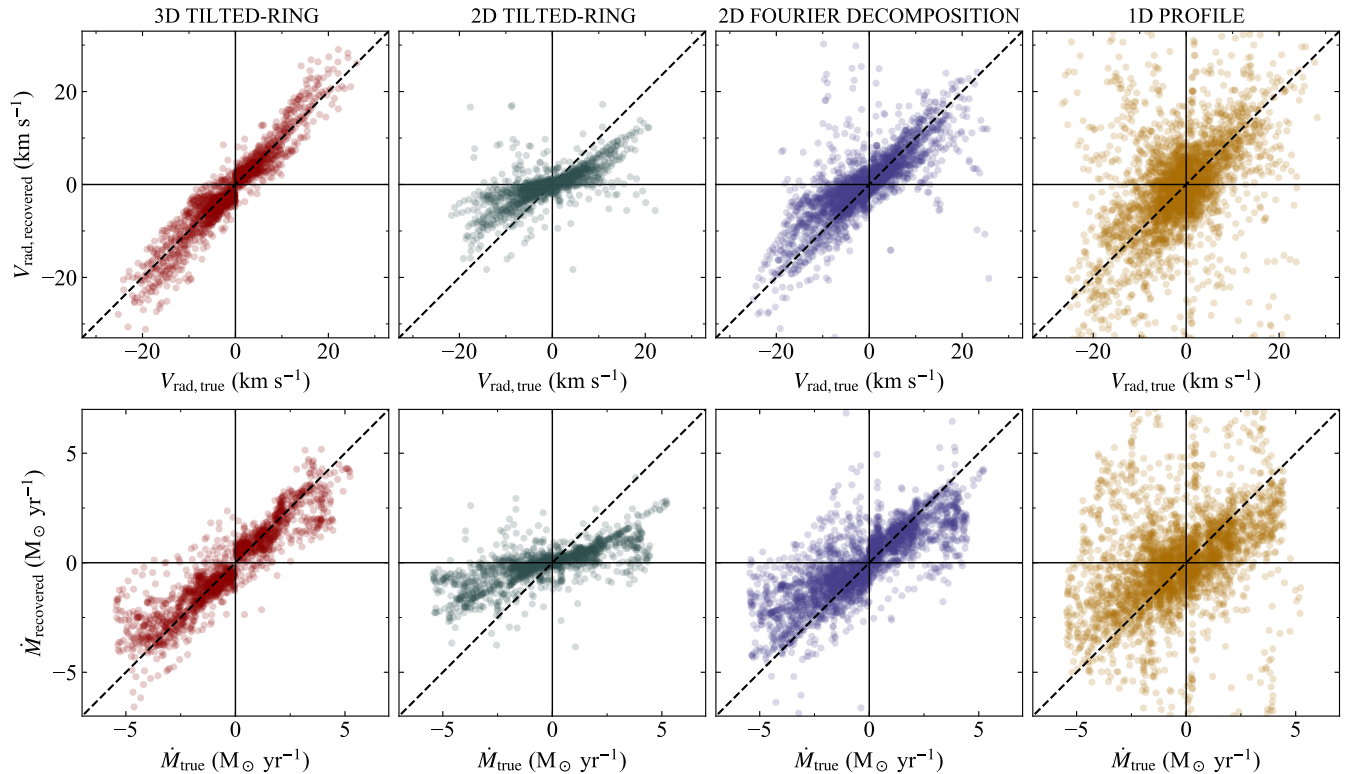 3D TILTED-RING 2D TILTED-RING 2D FOURIER DECOMPOSITION 1D PROFILE
20
0
−20
V_rad,recovered (km s⁻¹)
−20 0 20 −20 0 20 −20 0 20 −20 0 20
V_rad,true (km s⁻¹) V_rad,true (km s⁻¹) V_rad,true (km s⁻¹) V_rad,true (km s⁻¹)
5
0
−5
Ṁ_recovered (M⊙ yr⁻¹)
−5 0 5 −5 0 5 −5 0 5 −5 0 5
Ṁ_true (M⊙ yr⁻¹) Ṁ_true (M⊙ yr⁻¹) Ṁ_true (M⊙ yr⁻¹) Ṁ_true (M⊙ yr⁻¹)